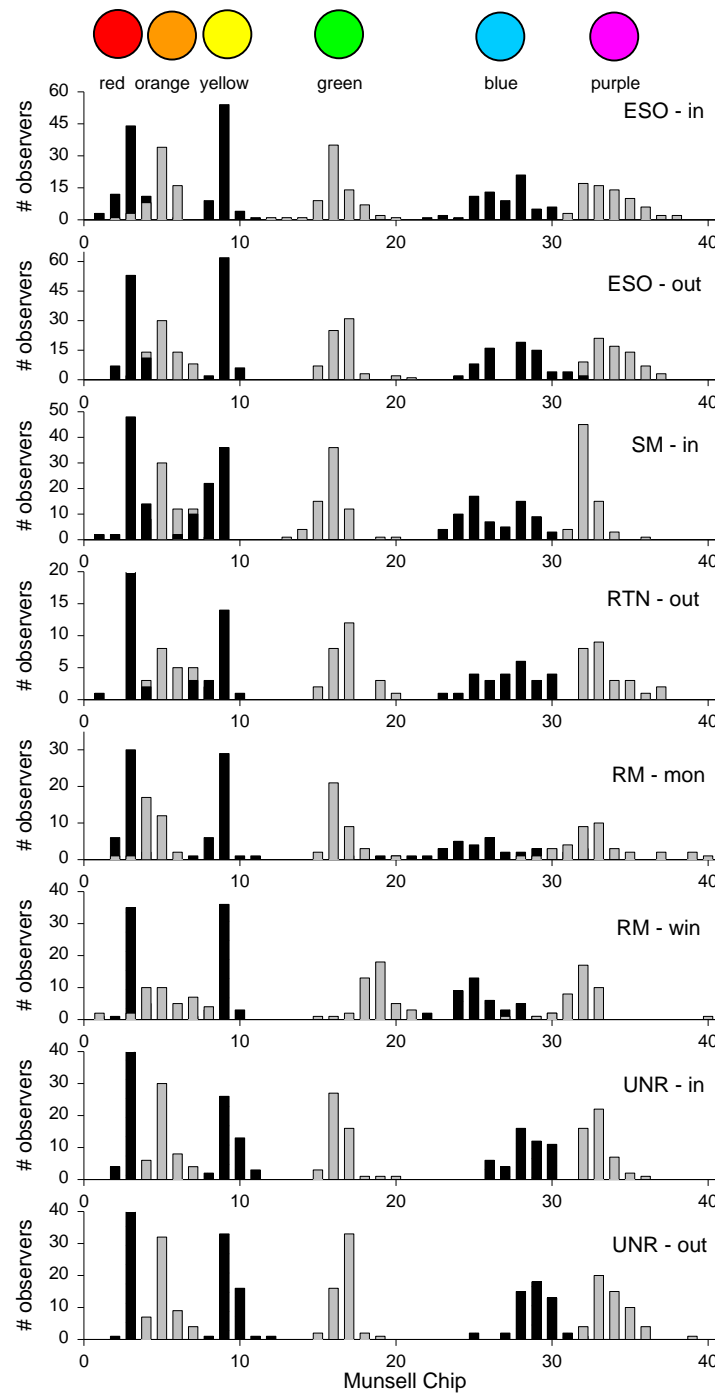 red orange yellow green blue purple
60
ESO - in
45
# observers
30
15
0
0 10 20 30 40
60
ESO - out
45
# observers
30
15
0
0 10 20 30 40
50
SM - in
40
# observers
30
20
10
0
0 10 20 30 40
20
RTN - out
15
# observers
10
5
0
0 10 20 30 40
30
RM - mon
# observers
20
10
0
0 10 20 30 40
40
RM - win
30
# observers
20
10
0
0 10 20 30 40
40
UNR - in
30
# observers
20
10
0
0 10 20 30 40
40
UNR - out
30
# observers
20
10
0
0 10 20 30 40
Munsell Chip